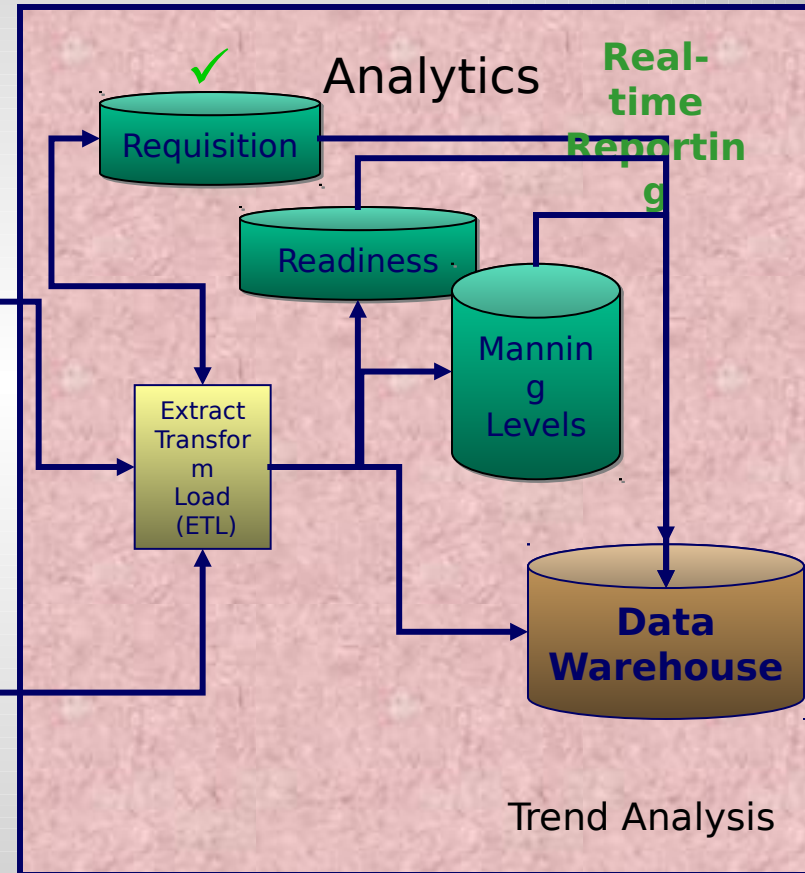 Analytics
Real-
time
Reportin
g
Requisition
Readiness
Mannin
g
Levels
Extract
Transfor
m
Load
(ETL)
Data
Warehouse
Trend Analysis